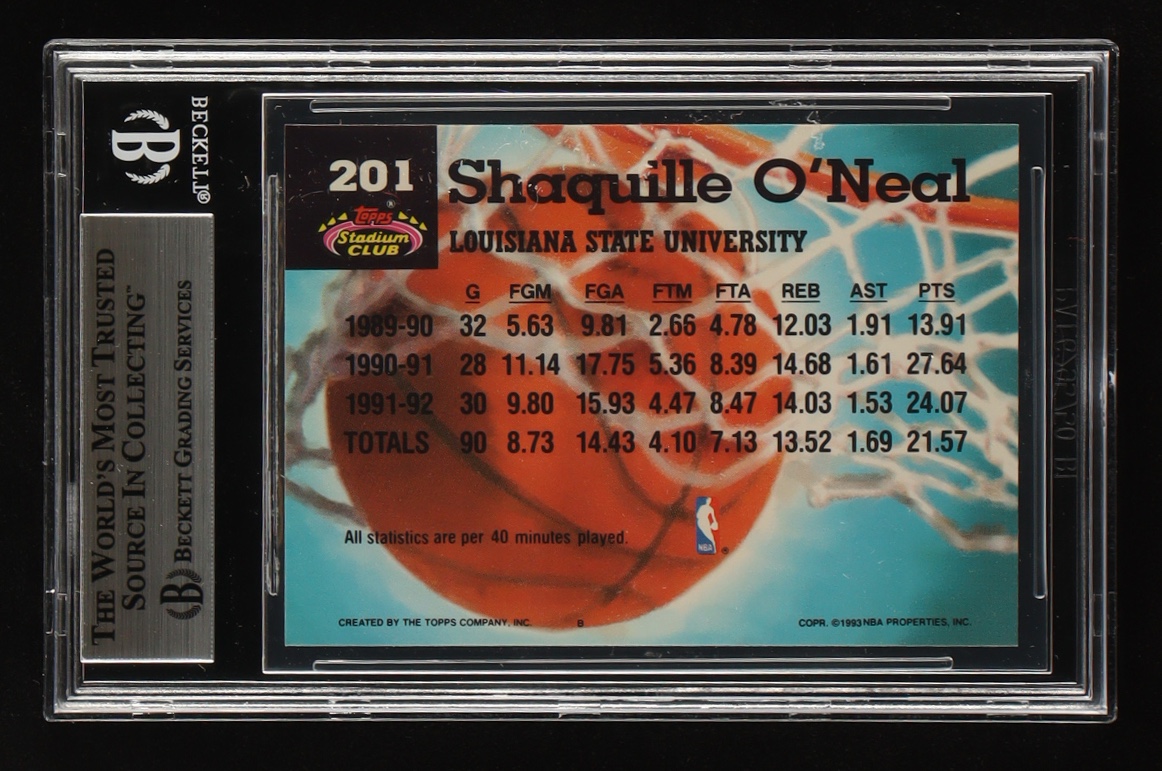 BECKETT®
THE WORLD'S MOST TRUSTED
SOURCE IN COLLECTING™
BECKETT GRADING SERVICES
201 Shaquille O'Neal
Topps®
Stadium
CLUB
LOUISIANA STATE UNIVERSITY
G FGM FGA FTM FTA REB AST PTS
1989-90 32 5.63 9.81 2.66 4.78 12.03 1.91 13.91
1990-91 28 11.14 17.75 5.36 8.39 14.68 1.61 27.64
1991-92 30 9.80 15.93 4.47 8.47 14.03 1.53 24.07
TOTALS 90 8.73 14.43 4.10 7.13 13.52 1.69 21.57
All statistics are per 40 minutes played.
NBA®
CREATED BY THE TOPPS COMPANY, INC. B COPR. ©1993 NBA PROPERTIES, INC.